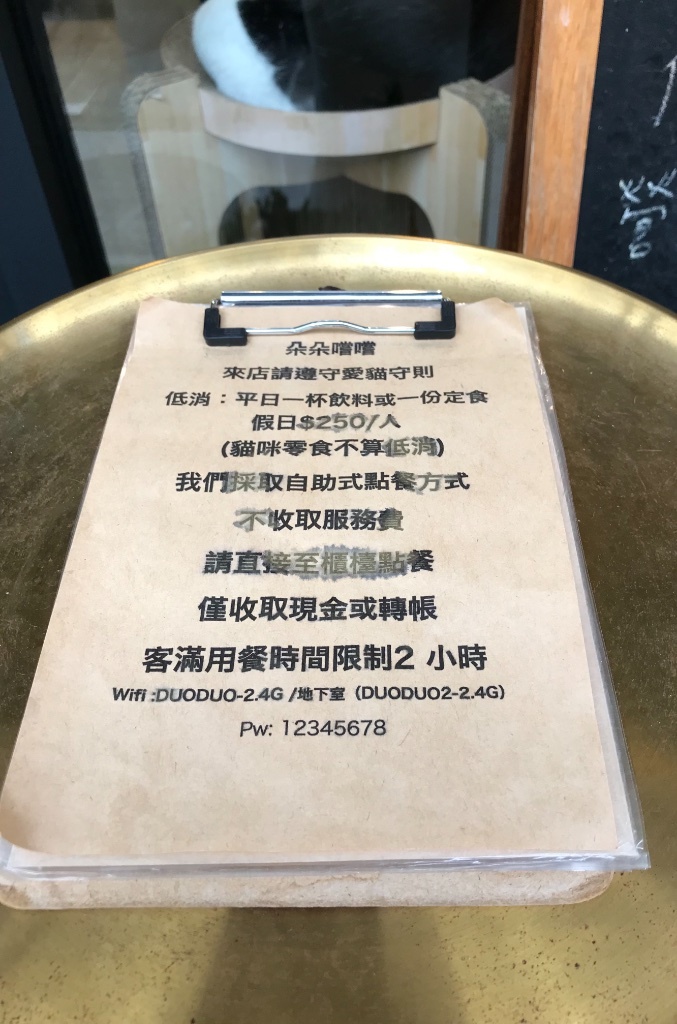 朵朵嚐嚐
來店請遵守愛貓守則
低消：平日一杯飲料或一份定食
假日$250/人
(貓咪零食不算低消)
我們採取自助式點餐方式
不收取服務費
請直接至櫃檯點餐
僅收取現金或轉帳
客滿用餐時間限制2 小時
Wifi :DUODUO-2.4G /地下室（DUODUO2-2.4G）
Pw: 12345678